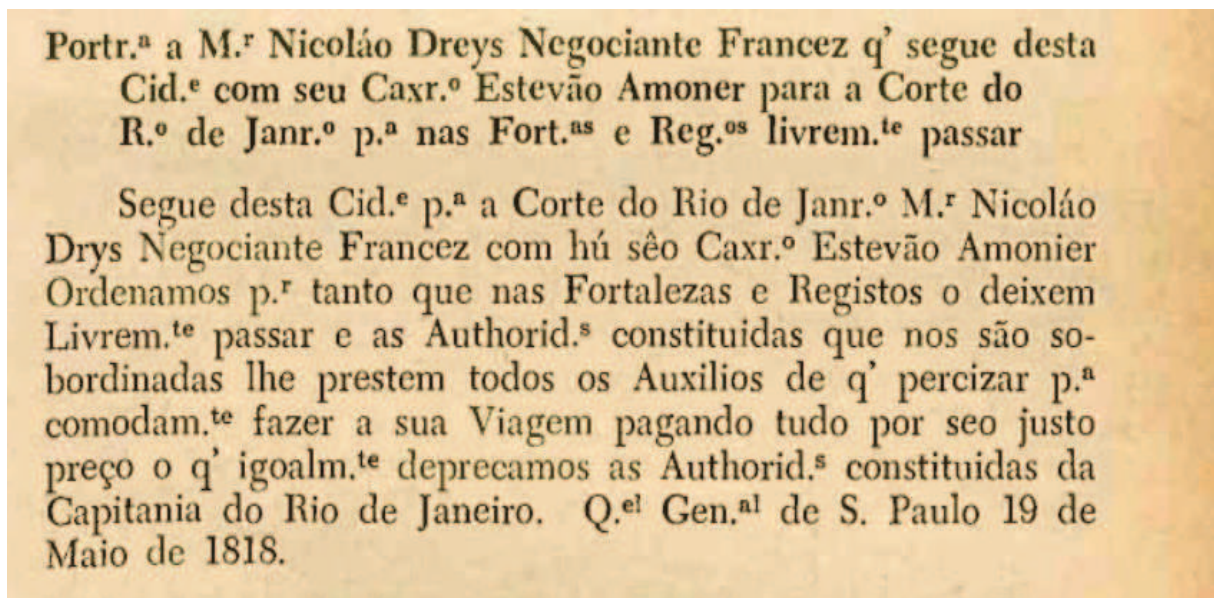 Portr.ª a M.ʳ Nicoláo Dreys Negociante Francez q' segue desta
Cid.ᵉ com seu Caxr.º Estevão Amoner para a Corte do
R.º de Janr.º p.ª nas Fort.ᵃˢ e Reg.ᵒˢ livrem.ᵗᵉ passar
Segue desta Cid.ᵉ p.ª a Corte do Rio de Janr.º M.ʳ Nicoláo
Drys Negociante Francez com hú sêo Caxr.º Estevão Amonier
Ordenamos p.ʳ tanto que nas Fortalezas e Registos o deixem
Livrem.ᵗᵉ passar e as Authorid.ˢ constituidas que nos são so-
bordinadas lhe prestem todos os Auxilios de q' percizar p.ª
comodam.ᵗᵉ fazer a sua Viagem pagando tudo por seo justo
preço o q' igoalm.ᵗᵉ deprecamos as Authorid.ˢ constituidas da
Capitania do Rio de Janeiro. Q.ᵉˡ Gen.ᵃˡ de S. Paulo 19 de
Maio de 1818.